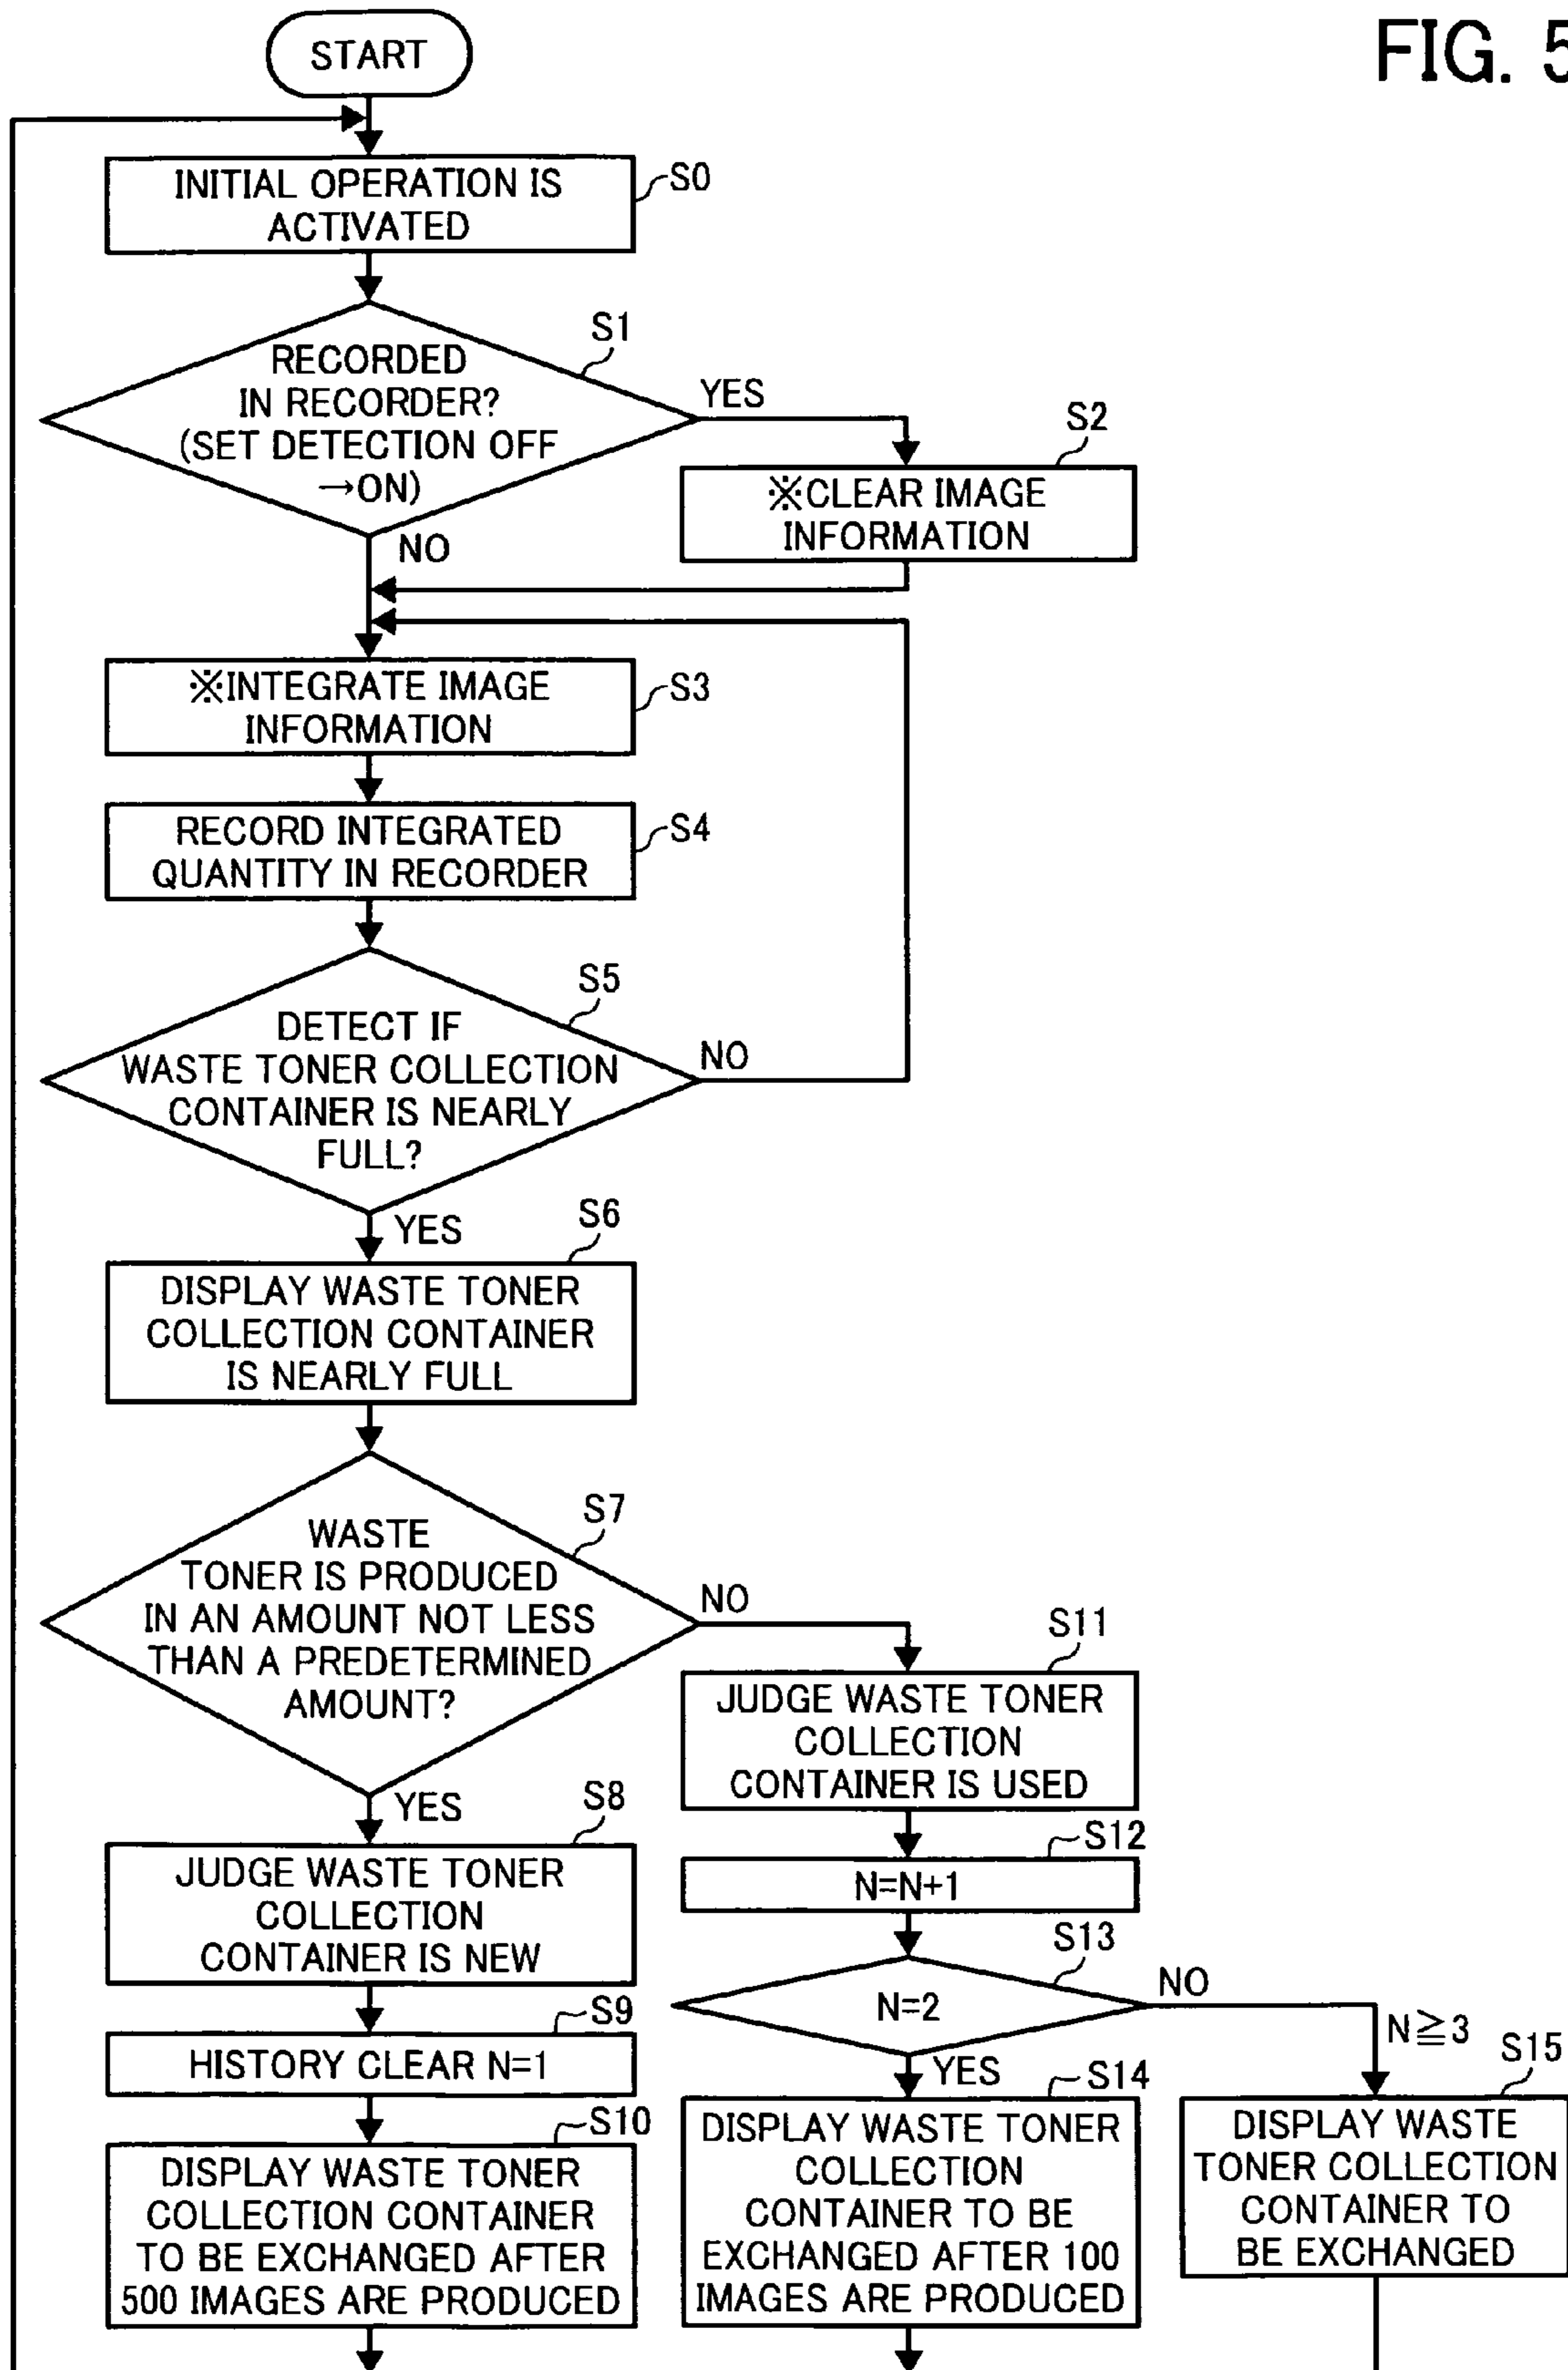 FIG. 5
START
INITIAL OPERATION IS
ACTIVATED
S0
RECORDED
IN RECORDER?
(SET DETECTION OFF
→ON)
S1
YES
NO
※CLEAR IMAGE
INFORMATION
S2
※INTEGRATE IMAGE
INFORMATION
S3
RECORD INTEGRATED
QUANTITY IN RECORDER
S4
DETECT IF
WASTE TONER COLLECTION
CONTAINER IS NEARLY
FULL?
S5
NO
YES
DISPLAY WASTE TONER
COLLECTION CONTAINER
IS NEARLY FULL
S6
WASTE
TONER IS PRODUCED
IN AN AMOUNT NOT LESS
THAN A PREDETERMINED
AMOUNT?
S7
NO
YES
JUDGE WASTE TONER
COLLECTION
CONTAINER IS NEW
S8
HISTORY CLEAR N=1
S9
DISPLAY WASTE TONER
COLLECTION CONTAINER
TO BE EXCHANGED AFTER
500 IMAGES ARE PRODUCED
S10
JUDGE WASTE TONER
COLLECTION
CONTAINER IS USED
S11
N=N+1
S12
N=2
S13
NO
N≧3
YES
DISPLAY WASTE TONER
COLLECTION
CONTAINER TO BE
EXCHANGED AFTER 100
IMAGES ARE PRODUCED
S14
DISPLAY WASTE
TONER COLLECTION
CONTAINER TO
BE EXCHANGED
S15